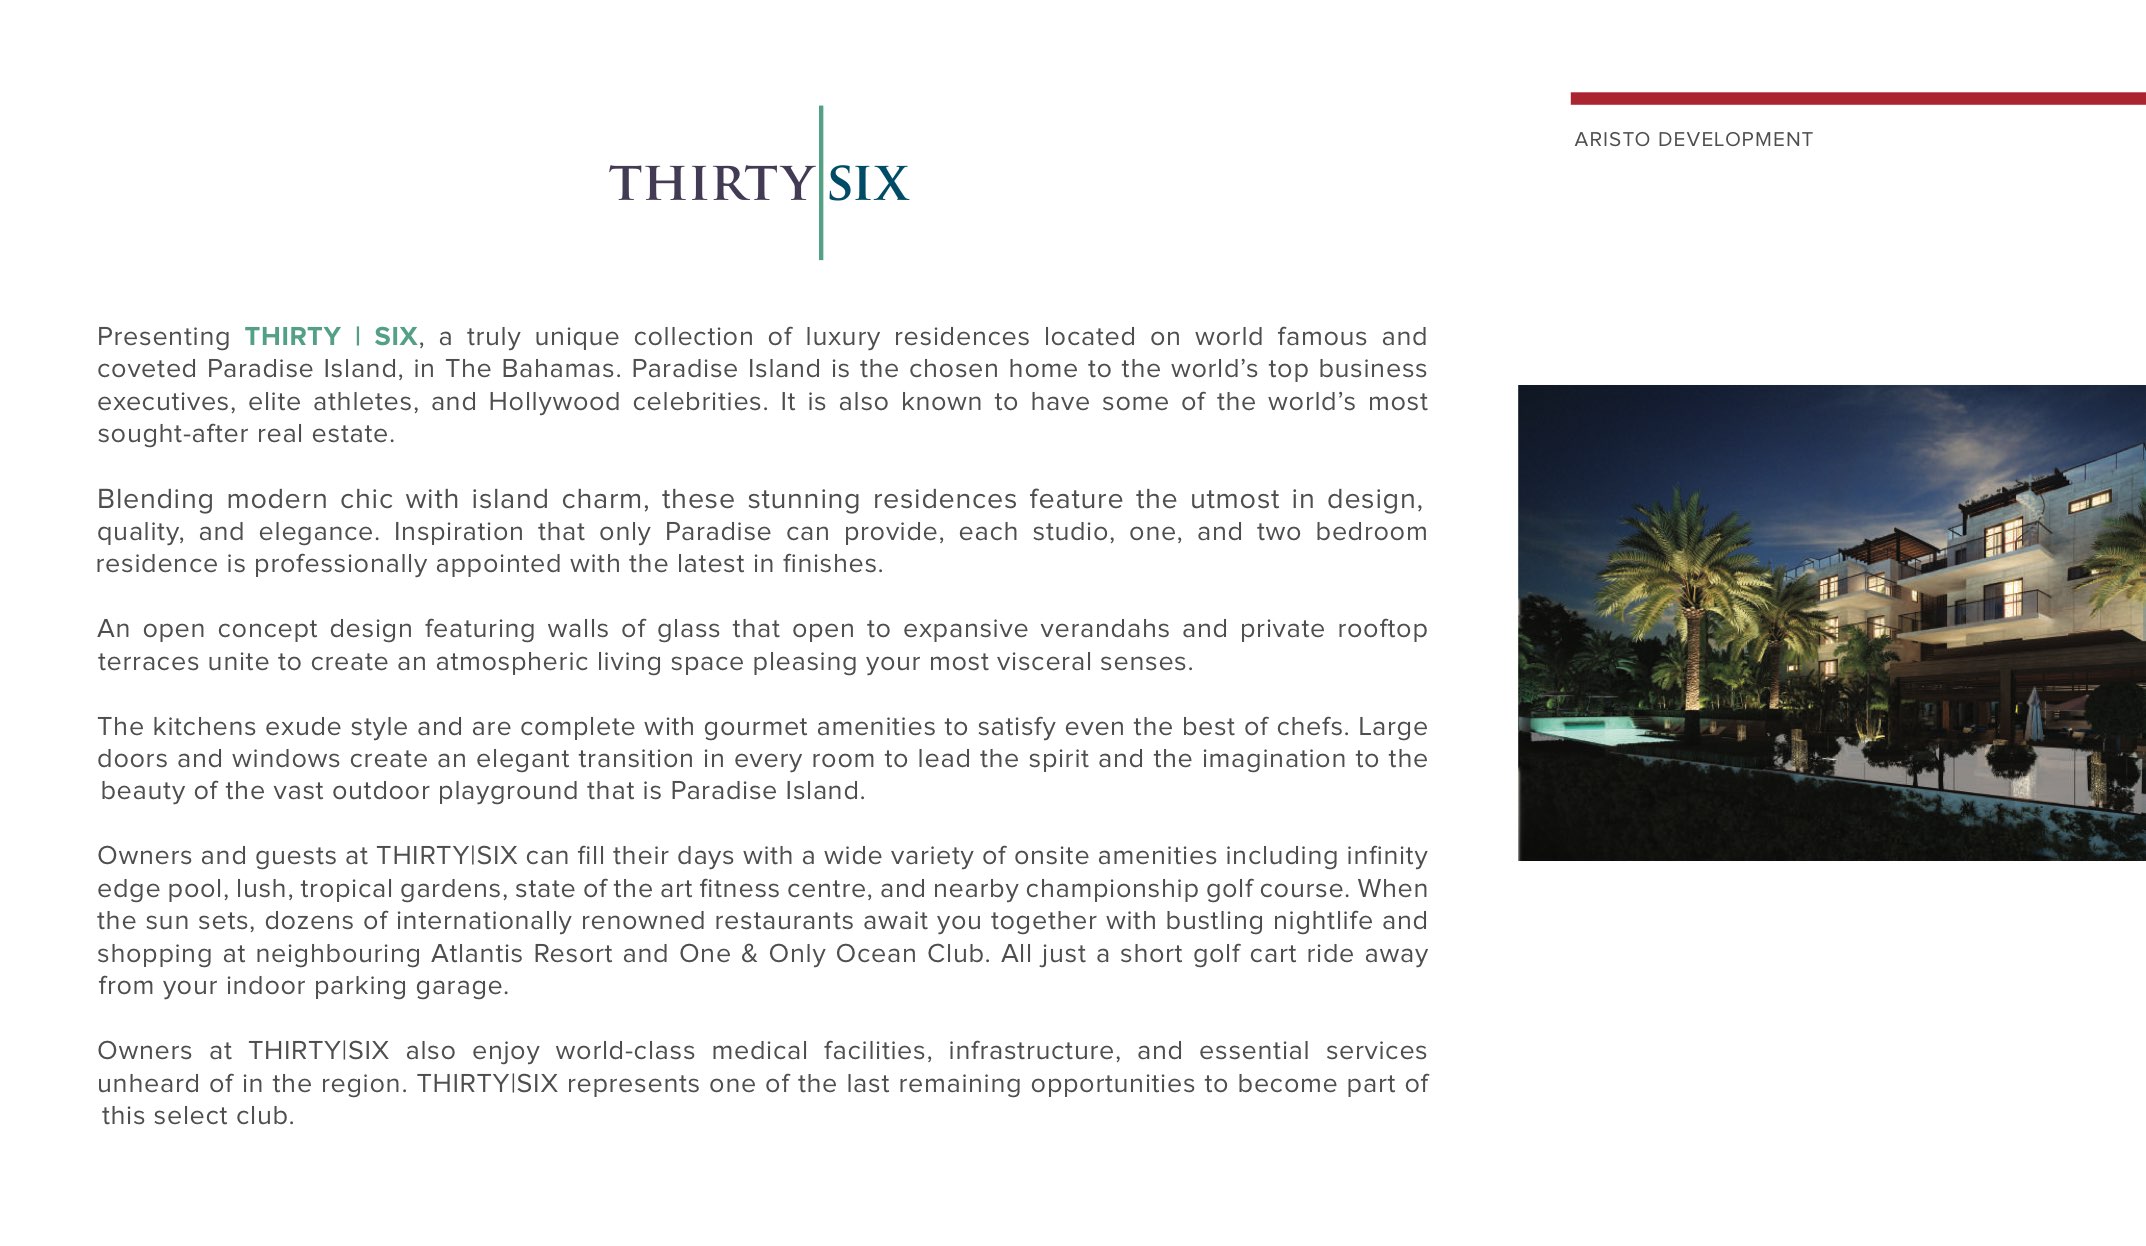 THIRTY|SIX
ARISTO DEVELOPMENT
Presenting THIRTY | SIX, a truly unique collection of luxury residences located on world famous and
coveted Paradise Island, in The Bahamas. Paradise Island is the chosen home to the world’s top business
executives, elite athletes, and Hollywood celebrities. It is also known to have some of the world’s most
sought-after real estate.
Blending modern chic with island charm, these stunning residences feature the utmost in design,
quality, and elegance. Inspiration that only Paradise can provide, each studio, one, and two bedroom
residence is professionally appointed with the latest in finishes.
An open concept design featuring walls of glass that open to expansive verandahs and private rooftop
terraces unite to create an atmospheric living space pleasing your most visceral senses.
The kitchens exude style and are complete with gourmet amenities to satisfy even the best of chefs. Large
doors and windows create an elegant transition in every room to lead the spirit and the imagination to the
beauty of the vast outdoor playground that is Paradise Island.
Owners and guests at THIRTY|SIX can fill their days with a wide variety of onsite amenities including infinity
edge pool, lush, tropical gardens, state of the art fitness centre, and nearby championship golf course. When
the sun sets, dozens of internationally renowned restaurants await you together with bustling nightlife and
shopping at neighbouring Atlantis Resort and One & Only Ocean Club. All just a short golf cart ride away
from your indoor parking garage.
Owners at THIRTY|SIX also enjoy world-class medical facilities, infrastructure, and essential services
unheard of in the region. THIRTY|SIX represents one of the last remaining opportunities to become part of
this select club.